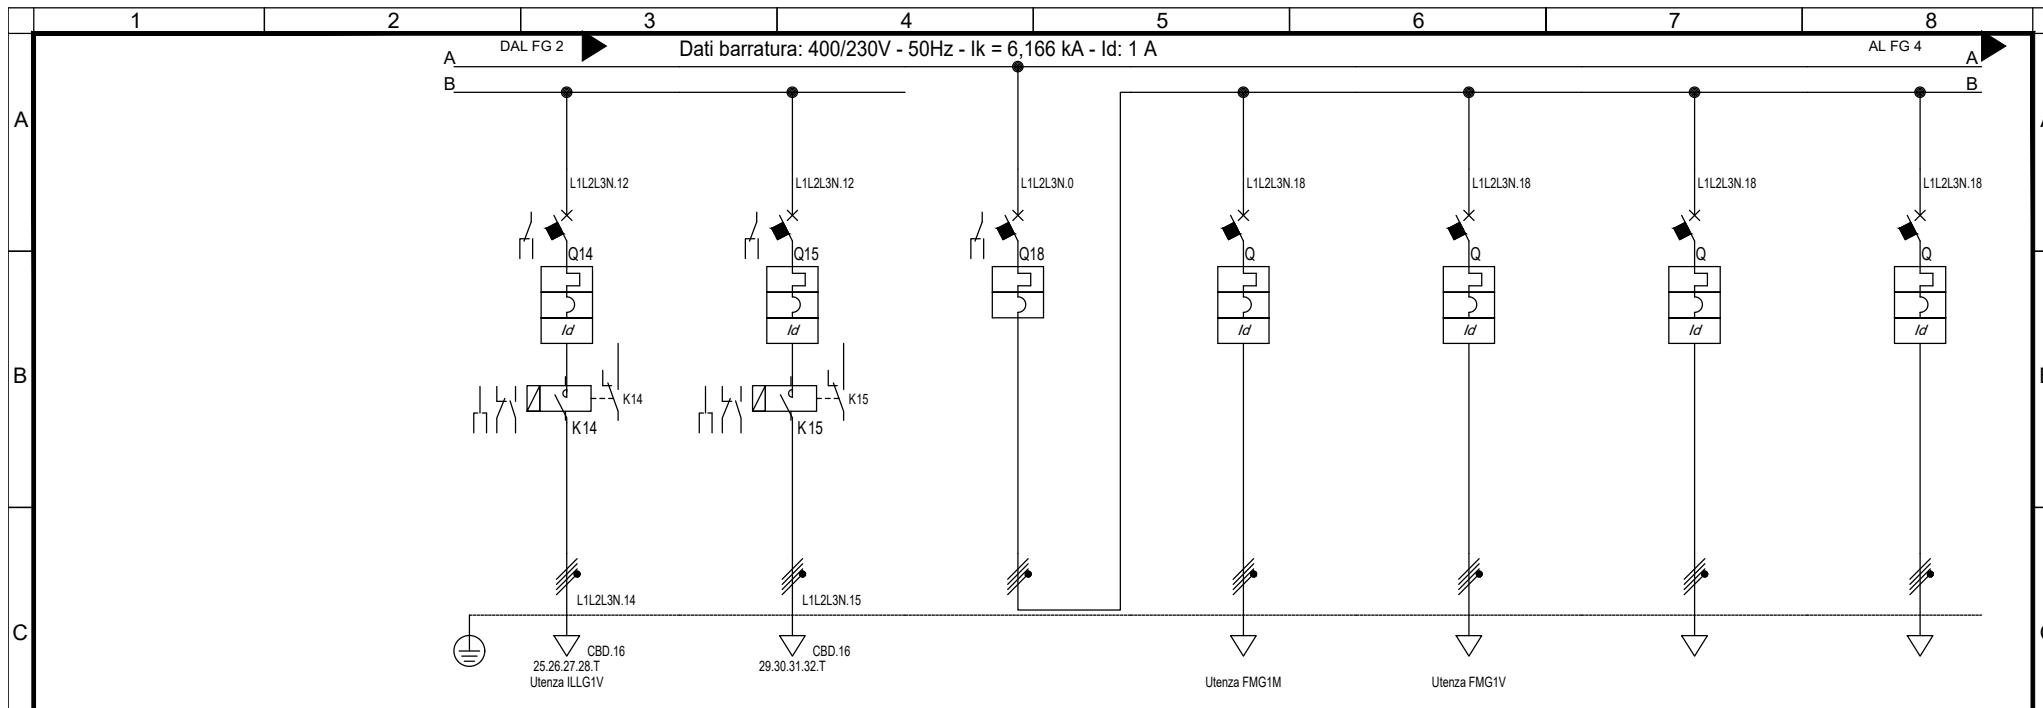 1 2 3 4 5 6 7 8
DAL FG 2 Dati barratura: 400/230V - 50Hz - Ik = 6,166 kA - Id: 1 A AL FG 4
A A
B B
A
L1L2L3N.12 L1L2L3N.12 L1L2L3N.0 L1L2L3N.18 L1L2L3N.18 L1L2L3N.18 L1L2L3N.18
Q14 Q15 Q18 Q Q Q Q
Id Id Id Id Id Id
B
K14 K15
K14 K15
L1L2L3N.14 L1L2L3N.15
C
CBD.16 CBD.16
25.26.27.28.T 29.30.31.32.T
Utenza ILLG1V Utenza FMG1M Utenza FMG1V